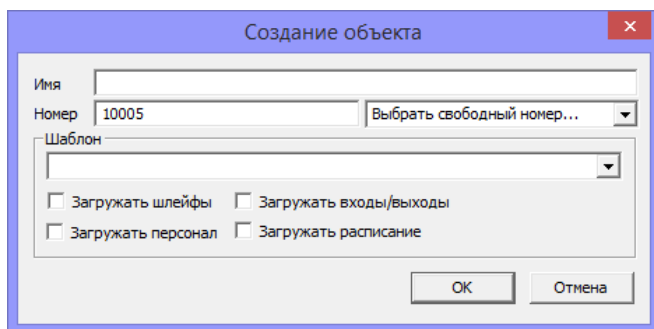 Создание объекта
Имя
Номер 10005 Выбрать свободный номер...
Шаблон
Загружать шлейфы Загружать входы/выходы
Загружать персонал Загружать расписание
ОК Отмена